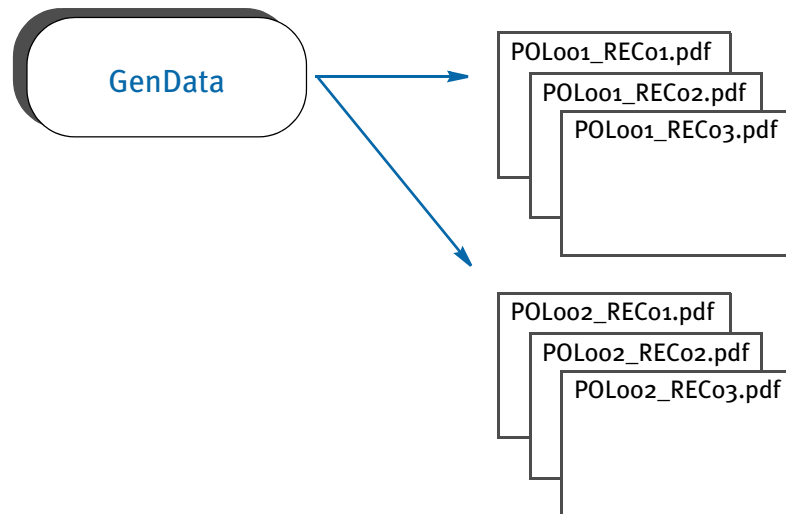 GenData
POL001_REC01.pdf
POL001_REC02.pdf
POL001_REC03.pdf
POL002_REC01.pdf
POL002_REC02.pdf
POL002_REC03.pdf